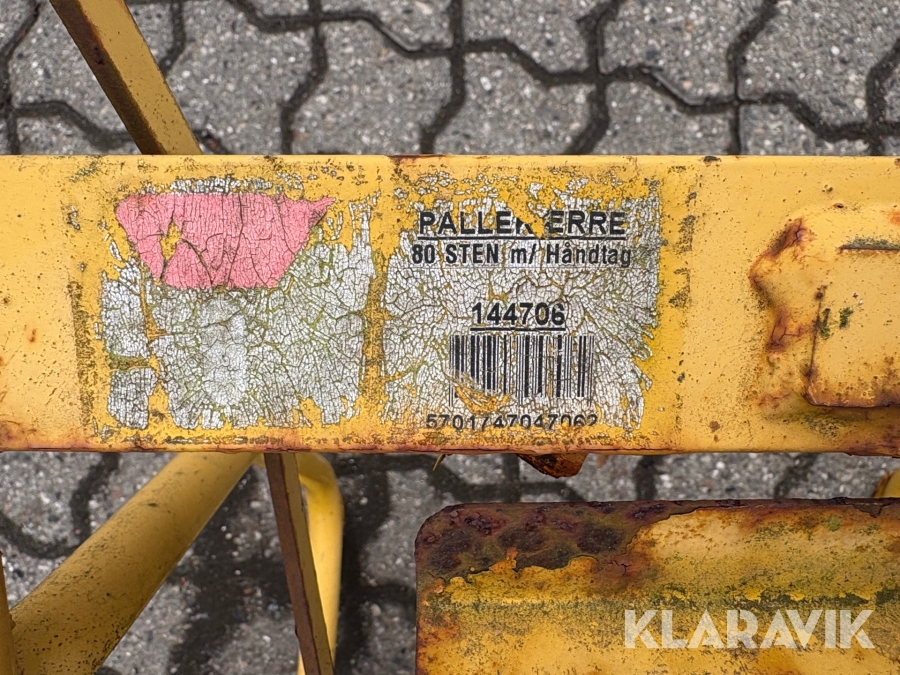 80 STEN m/ Håndtag
144706
5701747047062
KLARAVIK